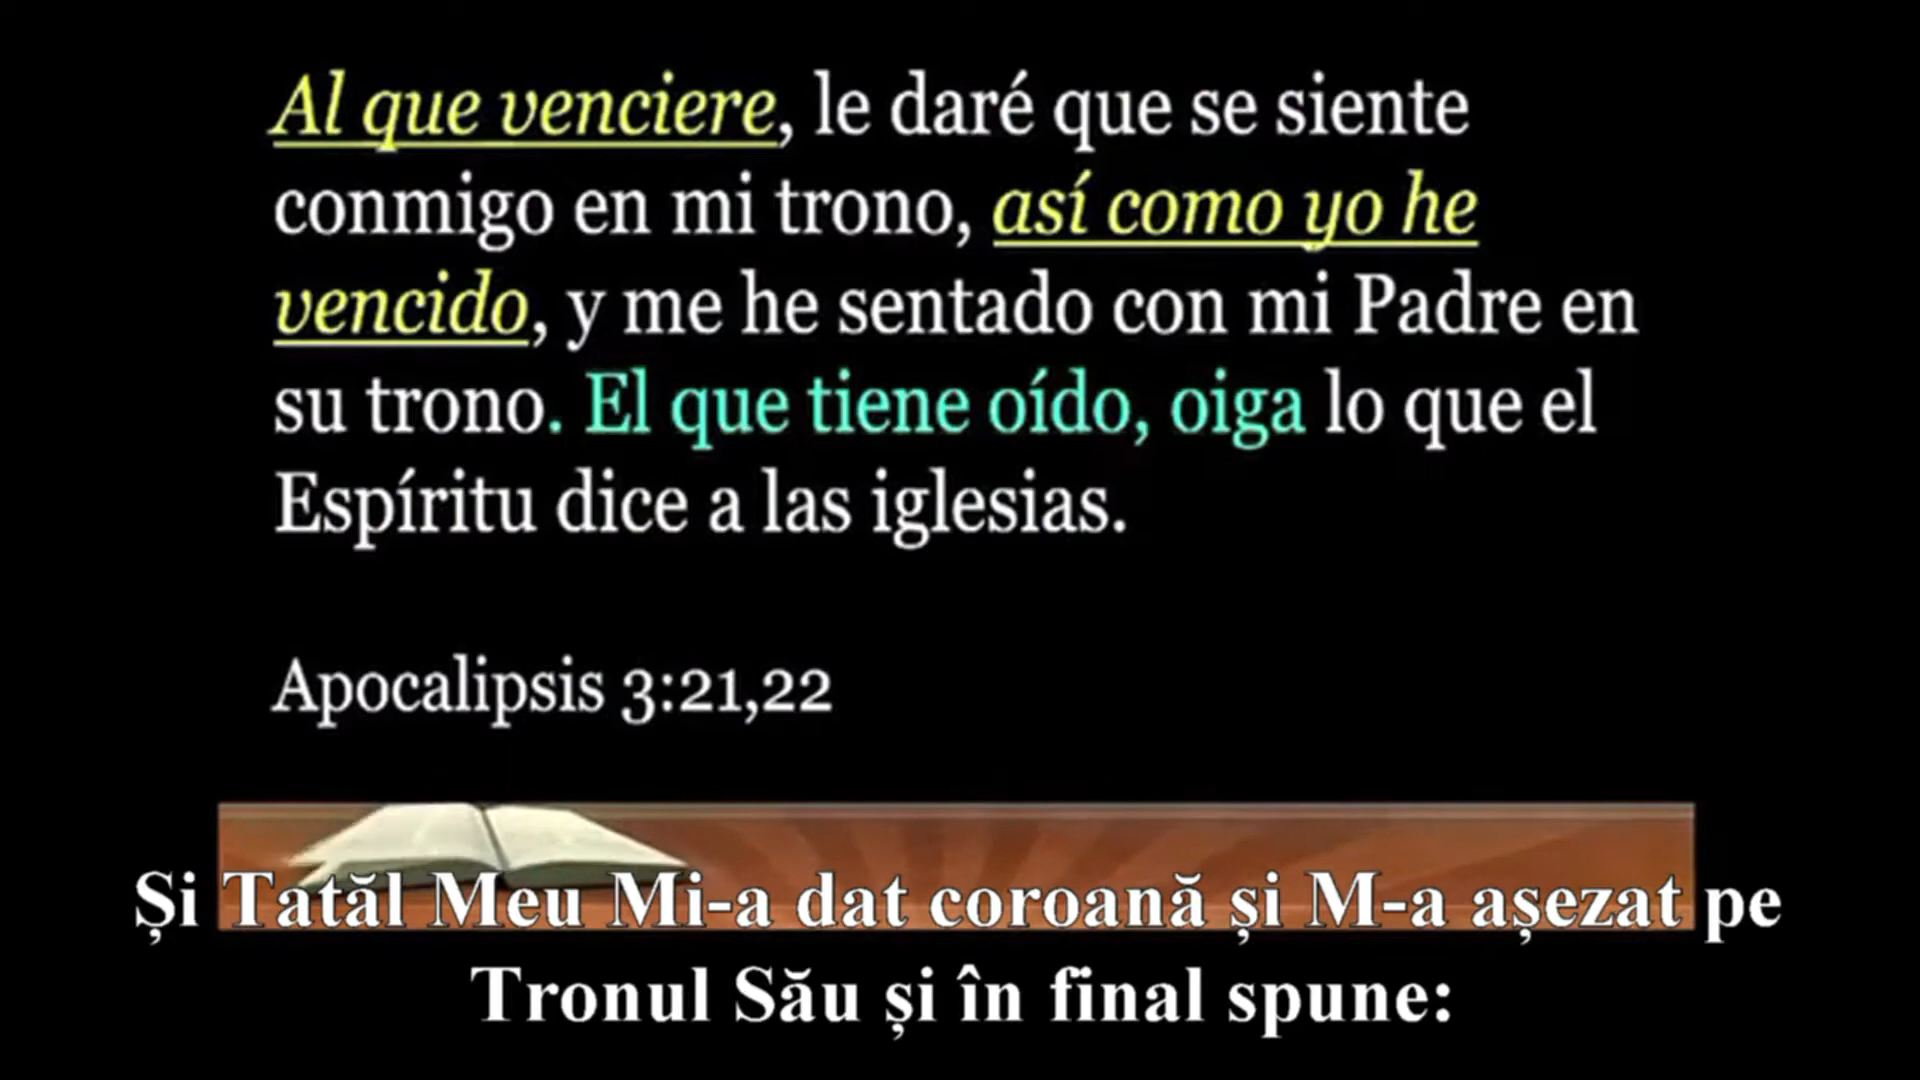 Al que venciere, le daré que se siente
conmigo en mi trono, así como yo he
vencido, y me he sentado con mi Padre en
su trono. El que tiene oído, oiga lo que el
Espíritu dice a las iglesias.
Apocalipsis 3:21,22
Și Tatăl Meu Mi-a dat coroană și M-a așezat pe
Tronul Său și în final spune: